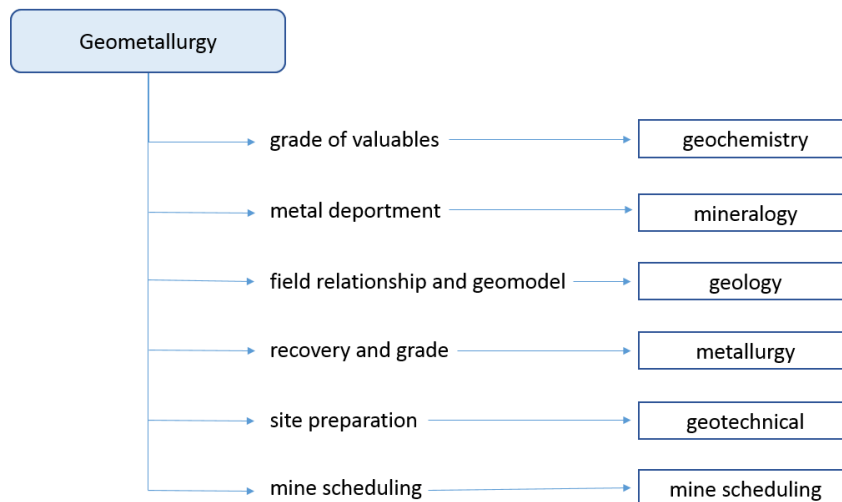 Geometallurgy
grade of valuables
geochemistry
metal deportment
mineralogy
field relationship and geomodel
geology
recovery and grade
metallurgy
site preparation
geotechnical
mine scheduling
mine scheduling